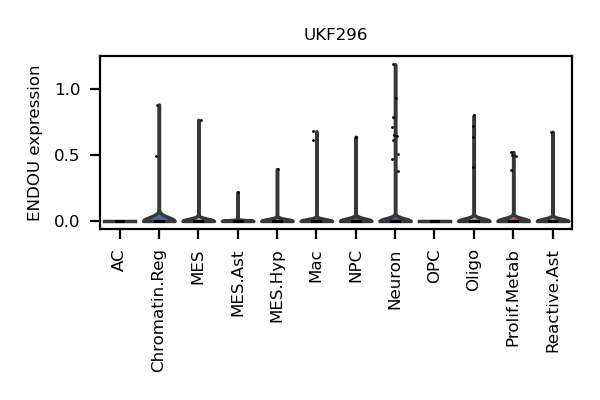 UKF296
ENDOU expression
1.0
0.5
0.0
AC
Chromatin.Reg
MES
MES.Ast
MES.Hyp
Mac
NPC
Neuron
OPC
Oligo
Prolif.Metab
Reactive.Ast